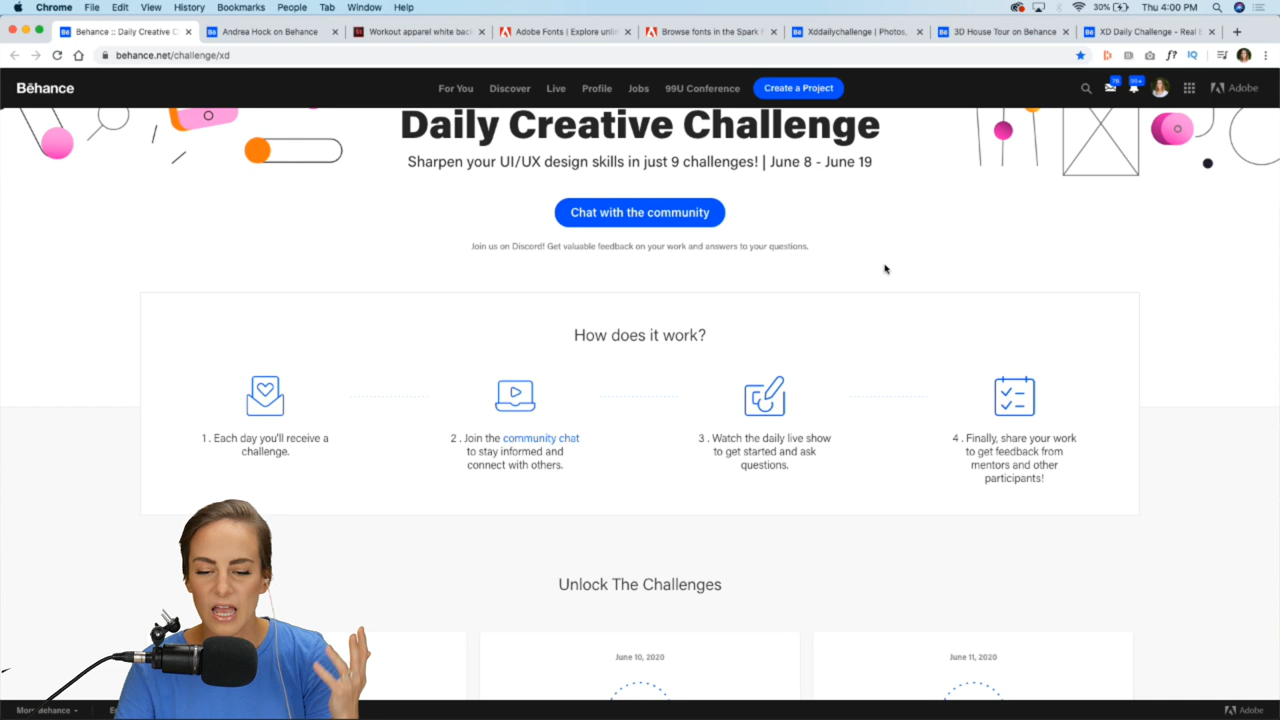 Chrome File Edit View History Bookmarks People Tab Window Help 30% Thu 4:00 PM
Behance :: Daily Creative C Andrea Hock on Behance Workout apparel white bac Adobe Fonts | Explore unli Browse fonts in the Spark Xddailychallenge | Photos, 3D House Tour on Behance XD Daily Challenge - Real
behance.net/challenge/xd
Bēhance For You Discover Live Profile Jobs 99U Conference Create a Project Adobe
Daily Creative Challenge
Sharpen your UI/UX design skills in just 9 challenges! | June 8 - June 19
Chat with the community
Join us on Discord! Get valuable feedback on your work and answers to your questions.
How does it work?
1 . Each day you'll receive a
challenge.
2 . Join the community chat
to stay informed and
connect with others.
3 . Watch the daily live show
to get started and ask
questions.
4 . Finally, share your work
to get feedback from
mentors and other
participants!
Unlock The Challenges
June 10, 2020
June 11, 2020
More Behance
Adobe